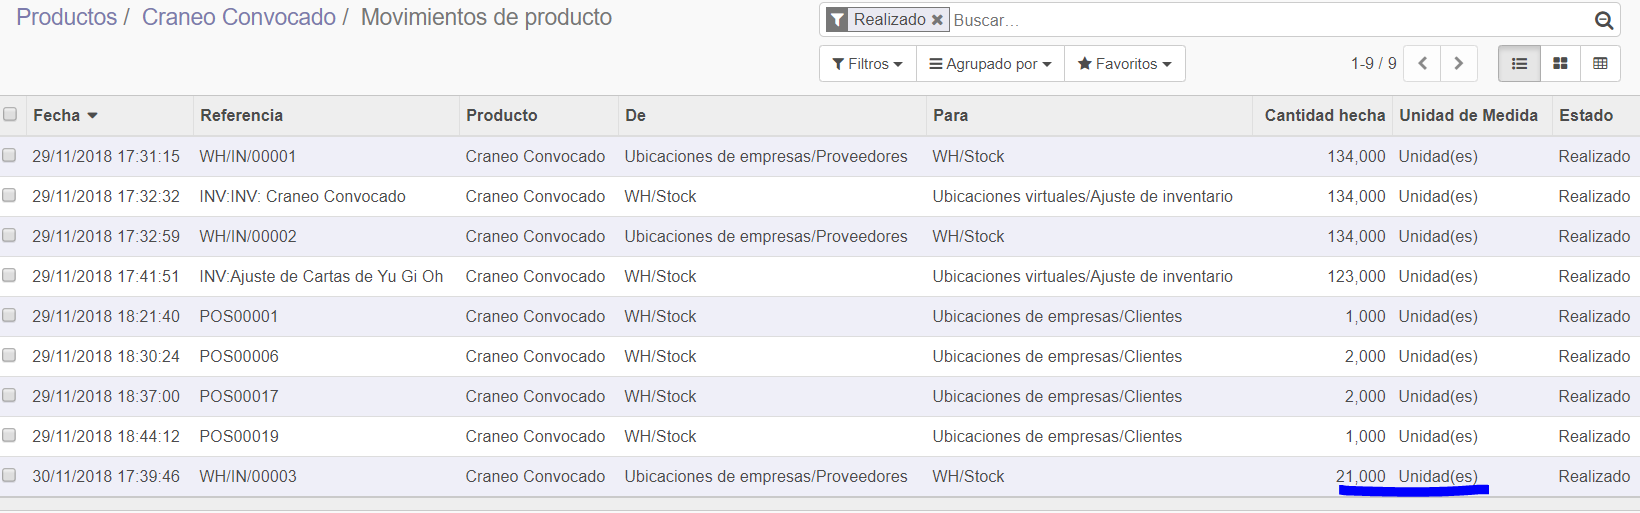 Productos / Craneo Convocado / Movimientos de producto
Realizado Buscar...
Filtros Agrupado por Favoritos 1-9 / 9
Fecha Referencia Producto De Para Cantidad hecha Unidad de Medida Estado
29/11/2018 17:31:15 WH/IN/00001 Craneo Convocado Ubicaciones de empresas/Proveedores WH/Stock 134,000 Unidad(es) Realizado
29/11/2018 17:32:32 INV:INV: Craneo Convocado Craneo Convocado WH/Stock Ubicaciones virtuales/Ajuste de inventario 134,000 Unidad(es) Realizado
29/11/2018 17:32:59 WH/IN/00002 Craneo Convocado Ubicaciones de empresas/Proveedores WH/Stock 134,000 Unidad(es) Realizado
29/11/2018 17:41:51 INV:Ajuste de Cartas de Yu Gi Oh Craneo Convocado WH/Stock Ubicaciones virtuales/Ajuste de inventario 123,000 Unidad(es) Realizado
29/11/2018 18:21:40 POS00001 Craneo Convocado WH/Stock Ubicaciones de empresas/Clientes 1,000 Unidad(es) Realizado
29/11/2018 18:30:24 POS00006 Craneo Convocado WH/Stock Ubicaciones de empresas/Clientes 2,000 Unidad(es) Realizado
29/11/2018 18:37:00 POS00017 Craneo Convocado WH/Stock Ubicaciones de empresas/Clientes 2,000 Unidad(es) Realizado
29/11/2018 18:44:12 POS00019 Craneo Convocado WH/Stock Ubicaciones de empresas/Clientes 1,000 Unidad(es) Realizado
30/11/2018 17:39:46 WH/IN/00003 Craneo Convocado Ubicaciones de empresas/Proveedores WH/Stock 21,000 Unidad(es) Realizado